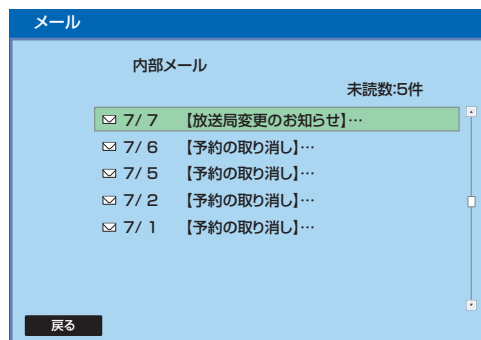 メール
内部メール
未読数:5件
7/ 7 【放送局変更のお知らせ】…
7/ 6 【予約の取り消し】…
7/ 5 【予約の取り消し】…
7/ 2 【予約の取り消し】…
7/ 1 【予約の取り消し】…
戻る